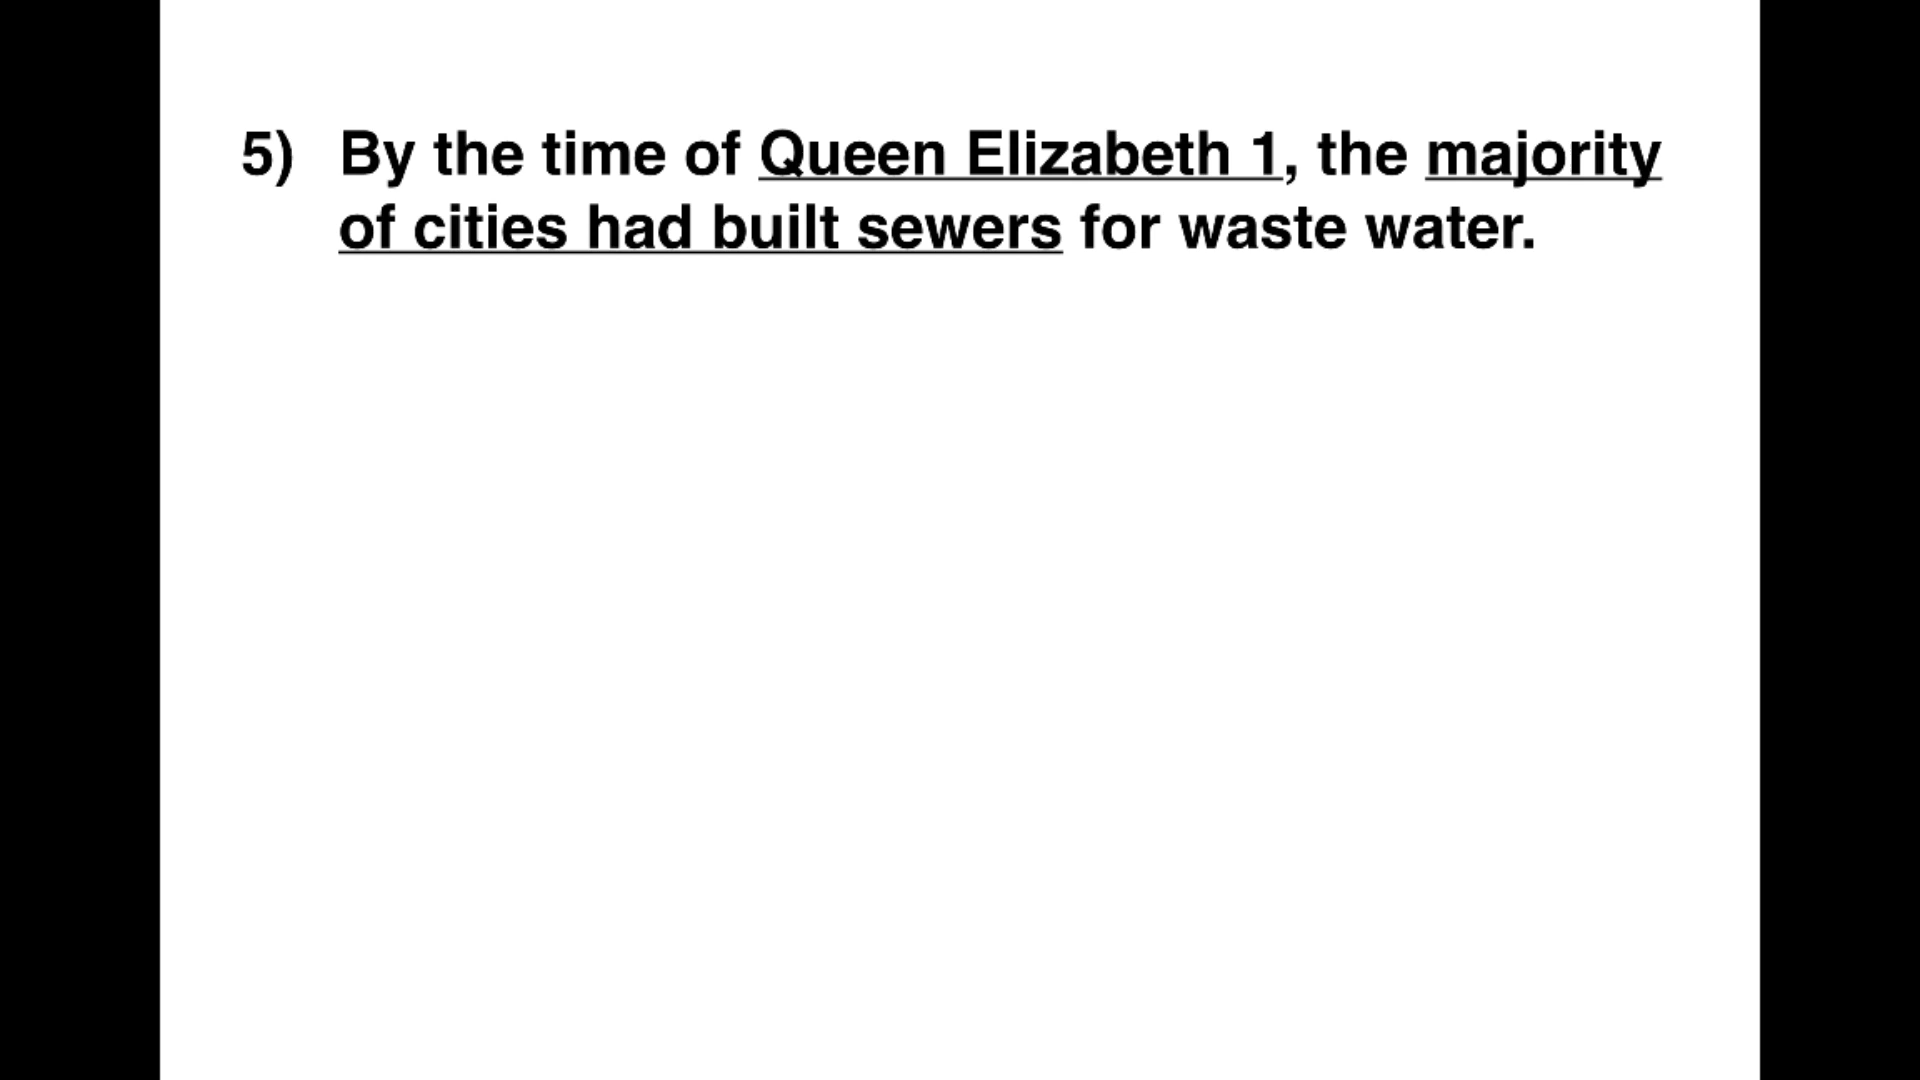 5) By the time of Queen Elizabeth 1, the majority
of cities had built sewers for waste water.